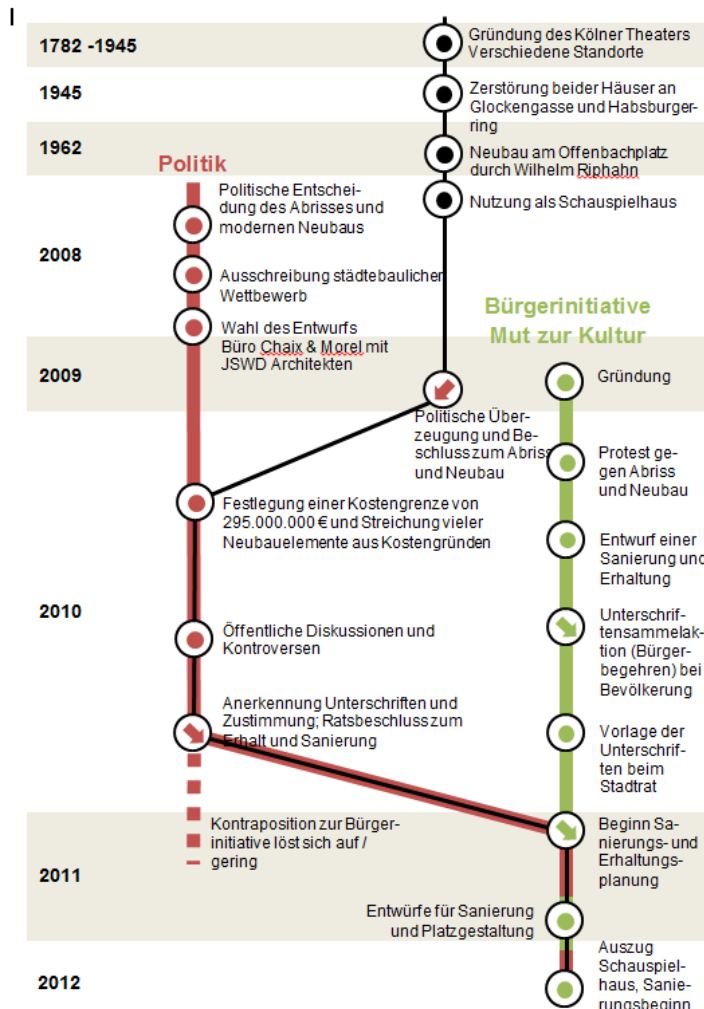 I
1782 -1945
Gründung des Kölner Theaters
Verschiedene Standorte
1945
Zerstörung beider Häuser an
Glockengasse und Habsburger-
ring
1962
Neubau am Offenbachplatz
durch Wilhelm Riphahn
Nutzung als Schauspielhaus
Politik
Politische Entschei-
dung des Abrisses und
modernen Neubaus
2008
Ausschreibung städtebaulicher
Wettbewerb
Wahl des Entwurfs
Büro Chaix & Morel mit
JSWD Architekten
Bürgerinitiative
Mut zur Kultur
2009
Gründung
Politische Über-
zeugung und Be-
schluss zum Abriss
und Neubau
Protest ge-
gen Abriss
und Neubau
Festlegung einer Kostengrenze von
295.000.000 € und Streichung vieler
Neubauelemente aus Kostengründen
Entwurf einer
Sanierung und
Erhaltung
2010
Unterschrif-
tensammelak-
tion (Bürger-
begehren) bei
Bevölkerung
Öffentliche Diskussionen und
Kontroversen
Anerkennung Unterschriften und
Zustimmung; Ratsbeschluss zum
Erhalt und Sanierung
Vorlage der
Unterschrif-
ten beim
Stadtrat
Kontraposition zur Bürger-
initiative löst sich auf /
gering
Beginn Sa-
nierungs- und
Erhaltungs-
planung
2011
Entwürfe für Sanierung
und Platzgestaltung
Auszug
Schauspiel-
haus, Sanie-
rungsbeginn
2012